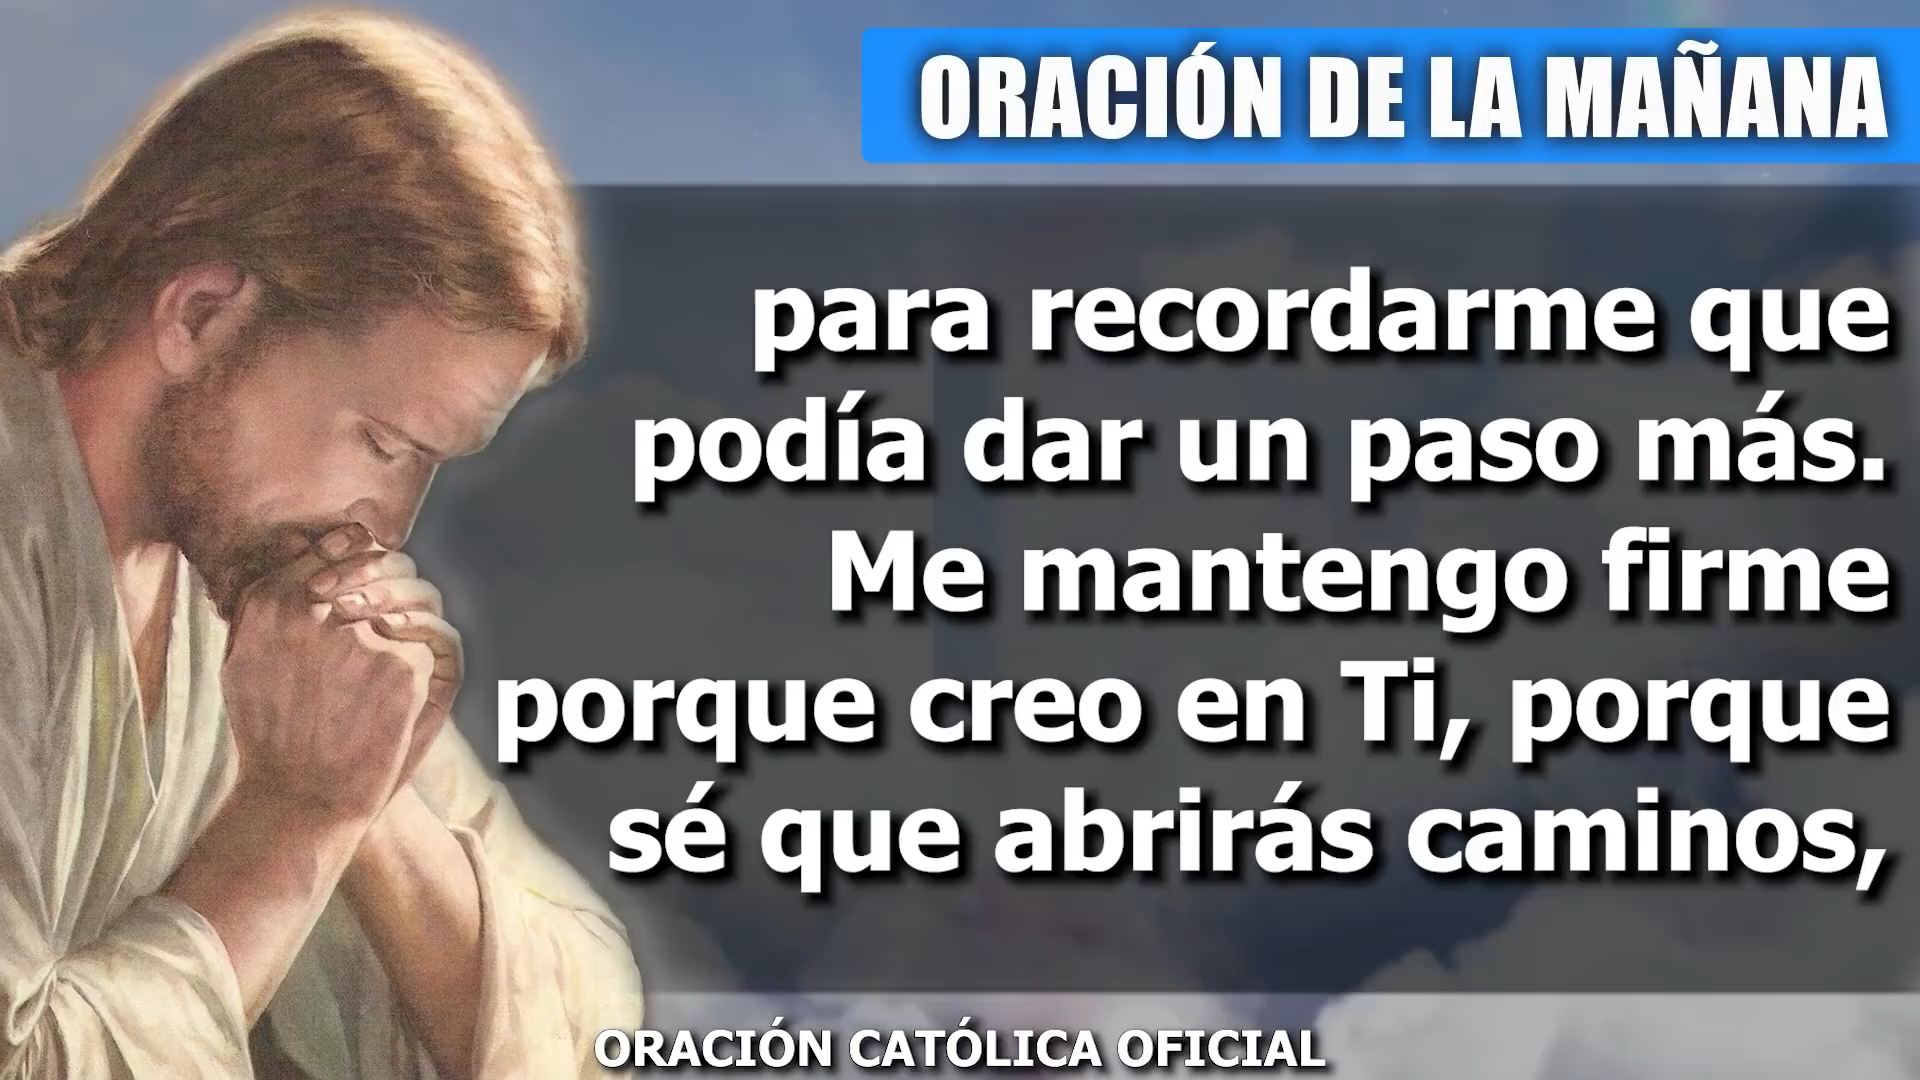 ORACIÓN DE LA MAÑANA
para recordarme que
podía dar un paso más.
Me mantengo firme
porque creo en Ti, porque
sé que abrirás caminos,
ORACIÓN CATÓLICA OFICIAL